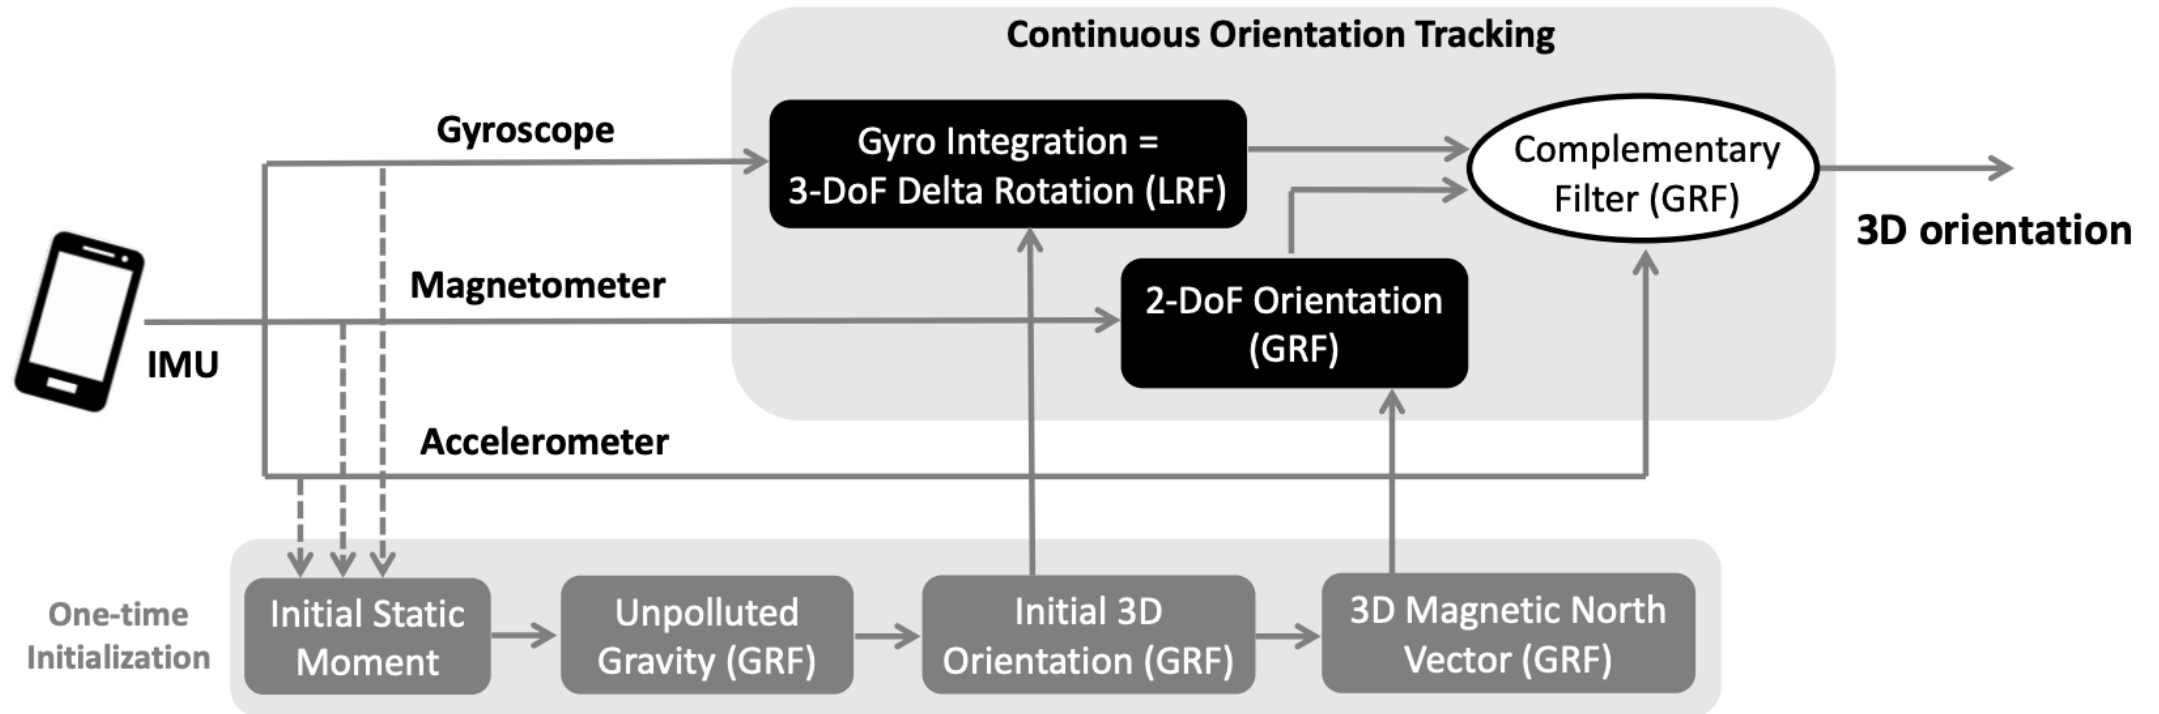 Continuous Orientation Tracking
Gyroscope
Gyro Integration =
3-DoF Delta Rotation (LRF)
Complementary
Filter (GRF)
3D orientation
Magnetometer
2-DoF Orientation
(GRF)
IMU
Accelerometer
One-time
Initialization
Initial Static
Moment
Unpolluted
Gravity (GRF)
Initial 3D
Orientation (GRF)
3D Magnetic North
Vector (GRF)